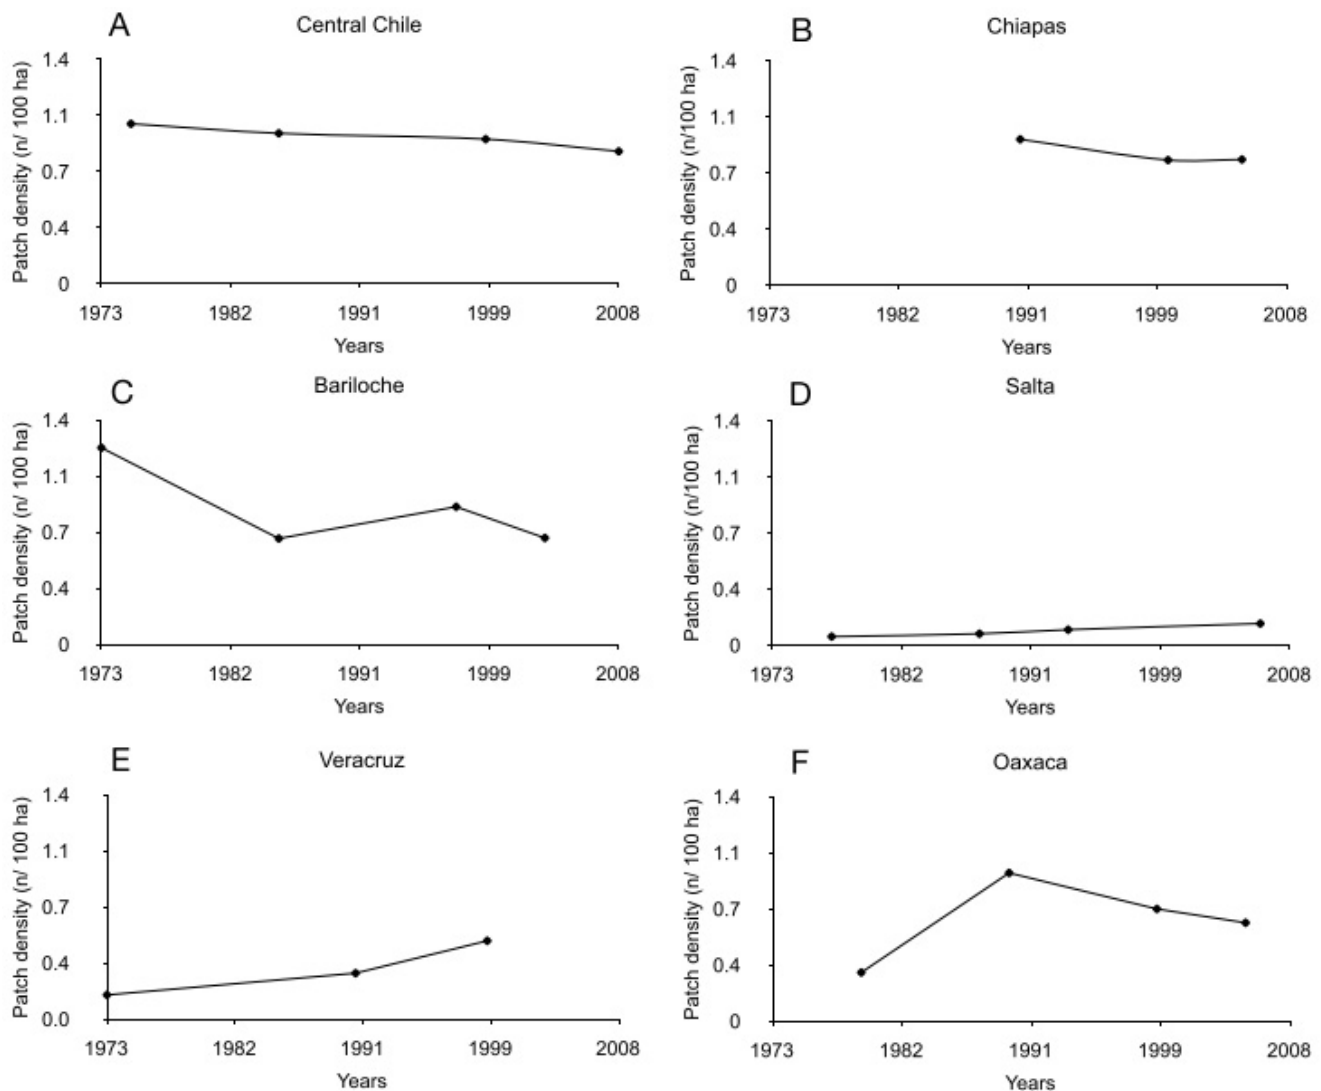 A
Central Chile
Patch density (n/ 100 ha)
1.4
1.1
0.7
0.4
0
1973 1982 1991 1999 2008
Years
B
Chiapas
Patch density (n/100 ha)
1.4
1.1
0.7
0.4
0
1973 1982 1991 1999 2008
Years
C
Bariloche
Patch density (n/ 100 ha)
1.4
1.1
0.7
0.4
0
1973 1982 1991 1999 2008
Years
D
Salta
Patch density (n/100 ha)
1.4
1.1
0.7
0.4
0
1973 1982 1991 1999 2008
Years
E
Veracruz
Patch density (n/ 100 ha)
1.4
1.1
0.7
0.4
0.0
1973 1982 1991 1999 2008
Years
F
Oaxaca
Patch density (n/ 100 ha)
1.4
1.1
0.7
0.4
0
1973 1982 1991 1999 2008
Years